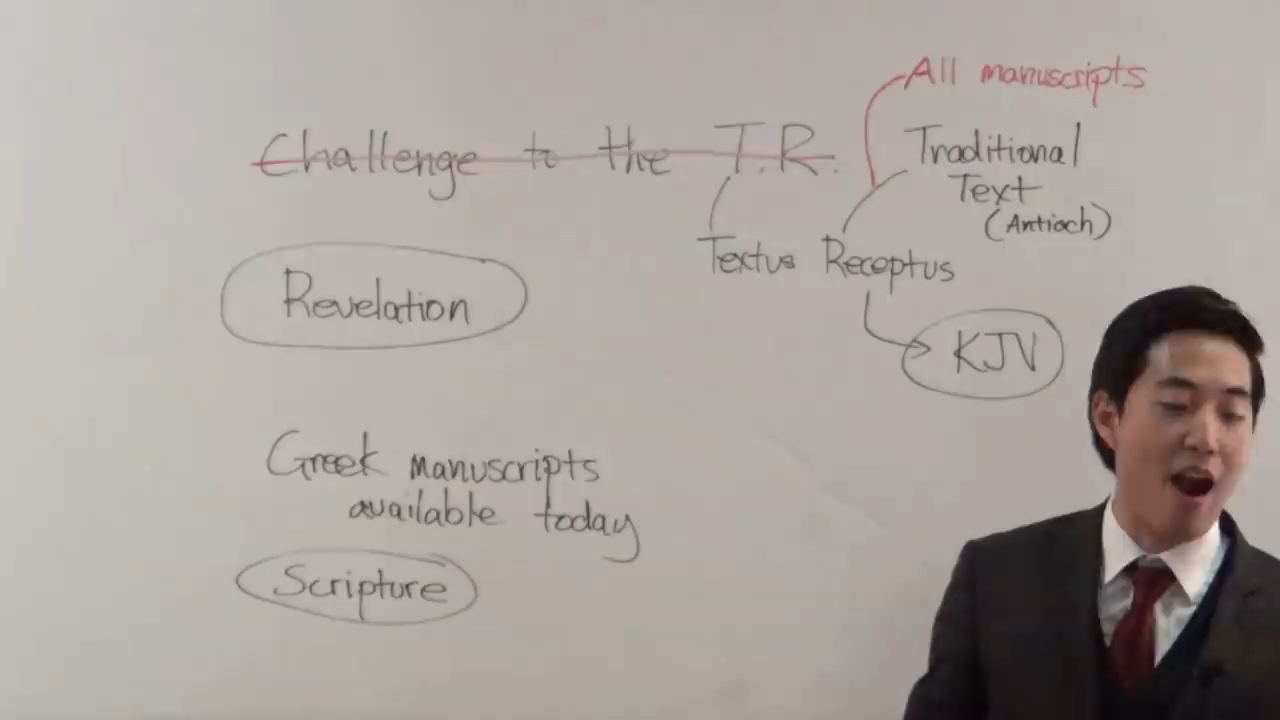 All manuscripts
Challenge to the T.R.
Traditional
Text
(Antioch)
Textus Receptus
Revelation
KJV
Greek manuscripts
available today
Scripture